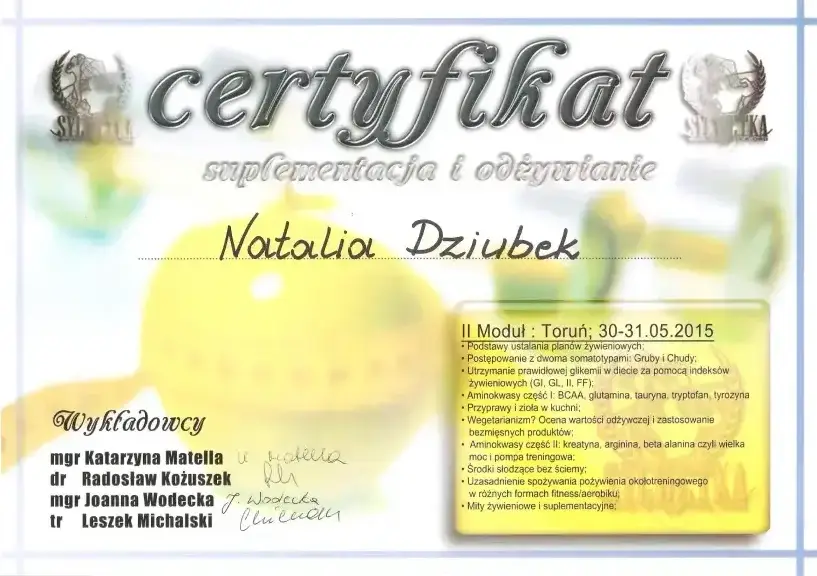 certyfikat
suplementacja i odżywianie
Natalia Dziubek
II Moduł : Toruń; 30-31.05.2015
• Podstawy ustalania planów żywieniowych;
• Postępowanie z dwoma somatotypami: Gruby i Chudy;
• Utrzymanie prawidłowej glikemii w diecie za pomocą indeksów
żywieniowych (GI, GL, II, FF);
• Aminokwasy część I: BCAA, glutamina, tauryna, tryptofan, tyrozyna
• Przyprawy i zioła w kuchni;
• Wegetarianizm? Ocena wartości odżywczej i zastosowanie
bezmięsnych produktów;
• Aminokwasy część II: kreatyna, arginina, beta alanina czyli wielka
moc i pompa treningowa;
• Środki słodzące bez ściemy;
• Uzasadnienie spożywania pożywienia okołotreningowego
w różnych formach fitness/aerobiku;
• Mity żywieniowe i suplementacyjne;
Wykładowcy
mgr Katarzyna Matella
dr Radosław Kożuszek
mgr Joanna Wodecka J. Wodecka
tr Leszek Michalski